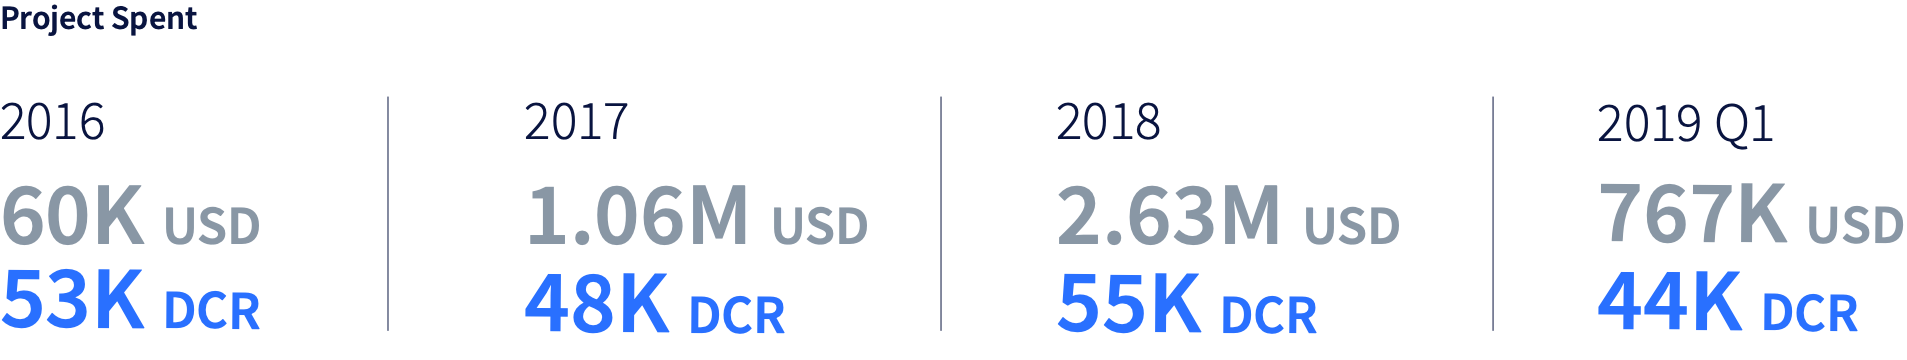 Project Spent
2016
60K USD
53K DCR
2017
1.06M USD
48K DCR
2018
2.63M USD
55K DCR
2019 Q1
767K USD
44K DCR